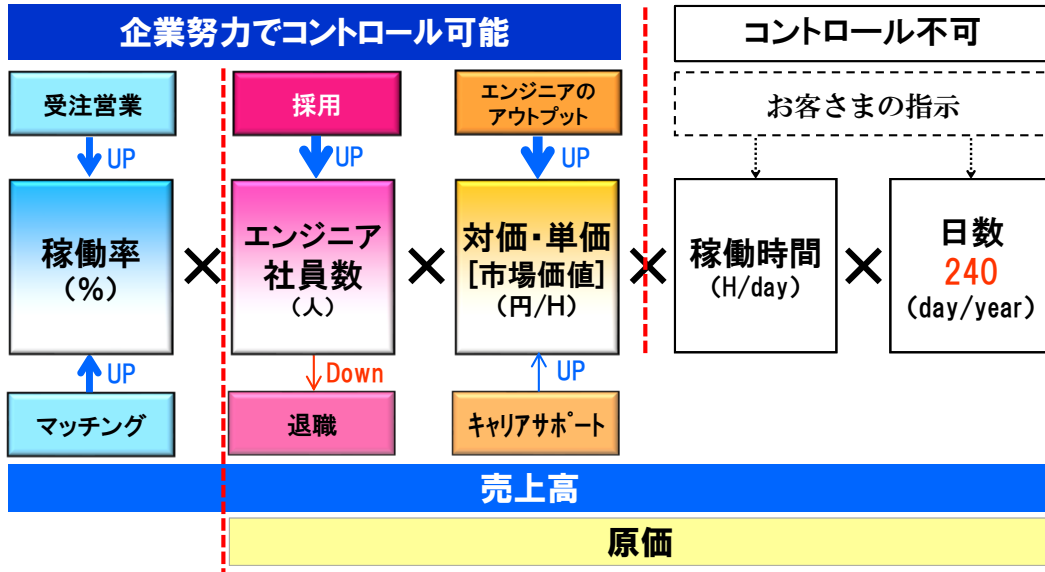 企業努力でコントロール可能
コントロール不可
受注営業
採用
エンジニアの
アウトプット
お客さまの指示
UP
UP
UP
稼働率
(%)
×
エンジニア
社員数
(人)
×
対価・単価
[市場価値]
(円/H)
×
稼働時間
(H/day)
×
日数
240
(day/year)
UP
Down
UP
マッチング
退職
キャリアサポート
売上高
原価